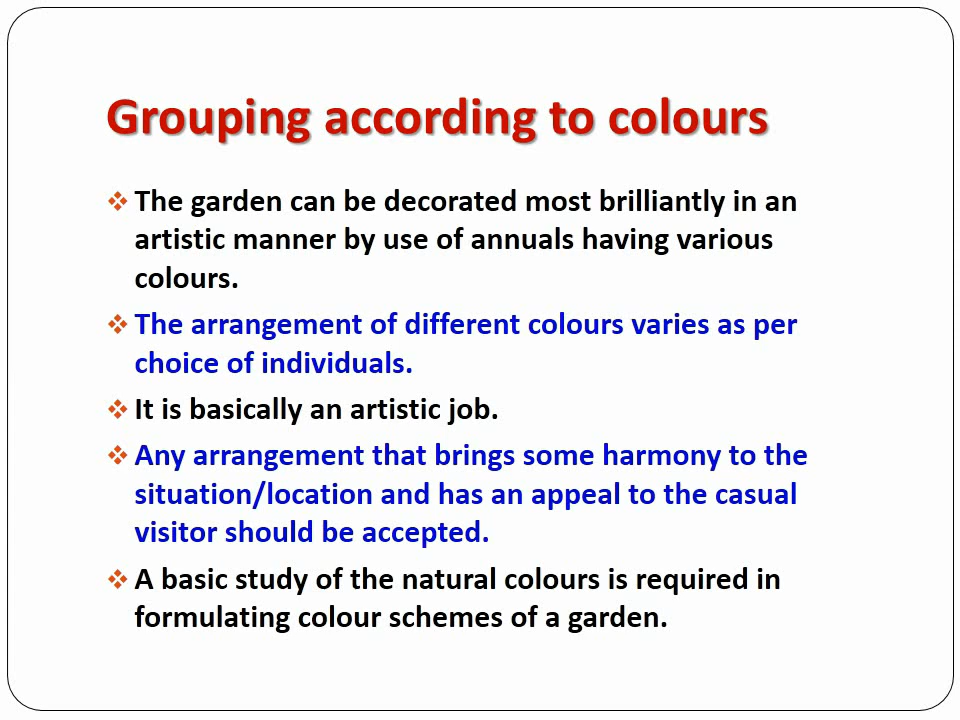 Grouping according to colours
The garden can be decorated most brilliantly in an
artistic manner by use of annuals having various
colours.
The arrangement of different colours varies as per
choice of individuals.
It is basically an artistic job.
Any arrangement that brings some harmony to the
situation/location and has an appeal to the casual
visitor should be accepted.
A basic study of the natural colours is required in
formulating colour schemes of a garden.